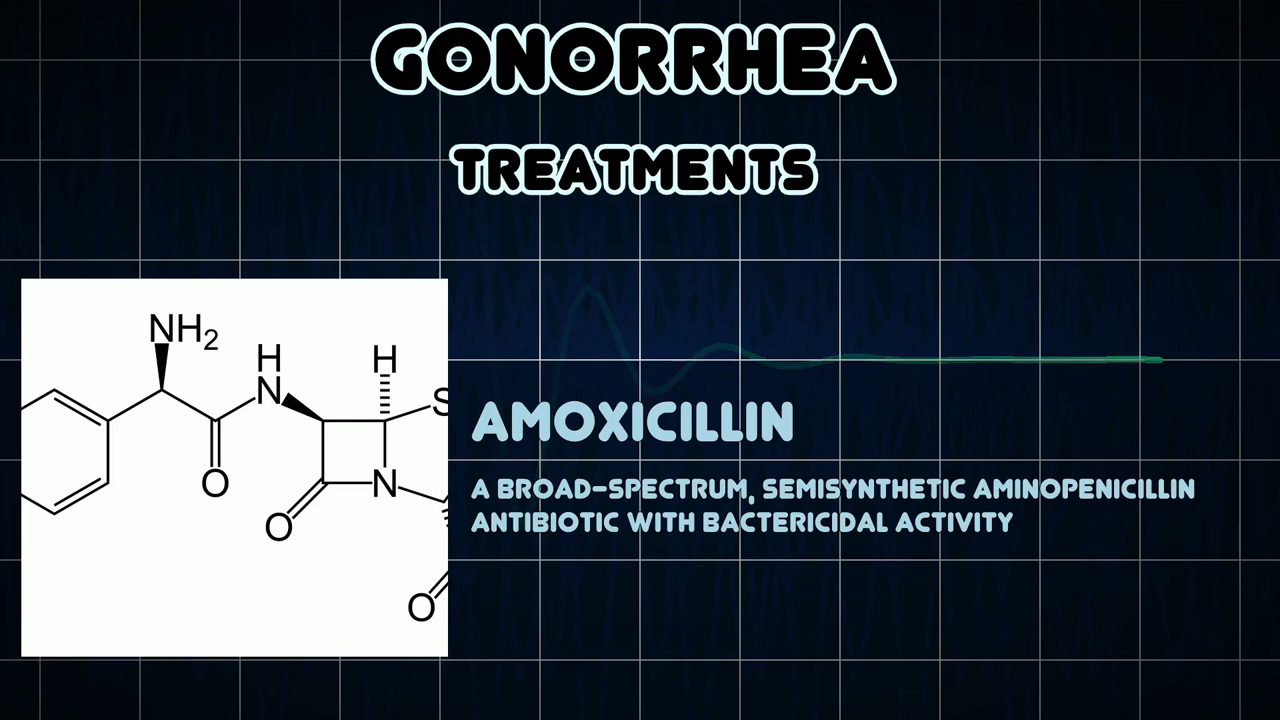 GONORRHEA
TREATMENTS
NH2
H
N
H
S
O
N
O
O
AMOXICILLIN
A BROAD-SPECTRUM, SEMISYNTHETIC AMINOPENICILLIN
ANTIBIOTIC WITH BACTERICIDAL ACTIVITY